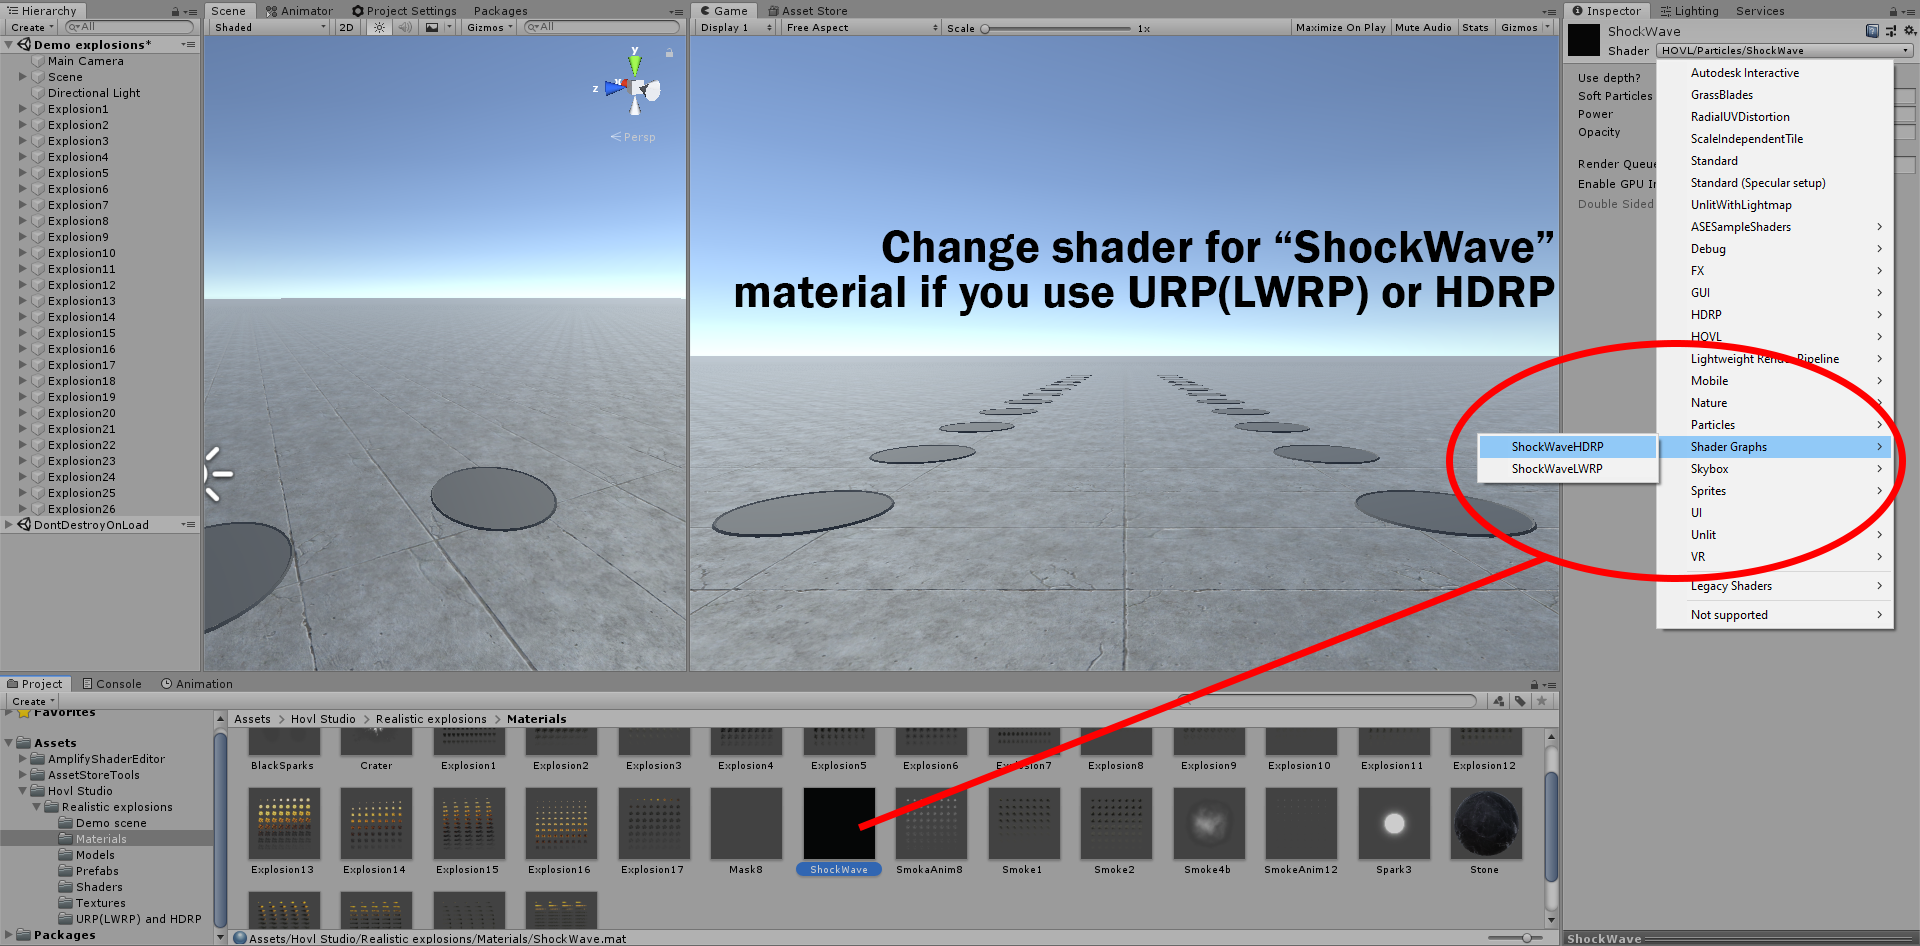 Hierarchy
Create
All
Demo explosions*
Main Camera
Scene
Directional Light
Explosion1
Explosion2
Explosion3
Explosion4
Explosion5
Explosion6
Explosion7
Explosion8
Explosion9
Explosion10
Explosion11
Explosion12
Explosion13
Explosion14
Explosion15
Explosion16
Explosion17
Explosion18
Explosion19
Explosion20
Explosion21
Explosion22
Explosion23
Explosion24
Explosion25
Explosion26
DontDestroyOnLoad
Scene Animator Project Settings Packages
Shaded 2D Gizmos All
y
x
z
Persp
Game Asset Store
Display 1 Free Aspect Scale 1x Maximize On Play Mute Audio Stats Gizmos
Change shader for “ShockWave”
material if you use URP(LWRP) or HDRP
Inspector Lighting Services
ShockWave
Shader HOVL/Particles/ShockWave
Use depth?
Soft Particles
Power
Opacity
Render Queue
Enable GPU In
Double Sided
Autodesk Interactive
GrassBlades
RadialUVDistortion
ScaleIndependentTile
Standard
Standard (Specular setup)
UnlitWithLightmap
ASESampleShaders
Debug
FX
GUI
HDRP
HOVL
Lightweight Render Pipeline
Mobile
Nature
Particles
Shader Graphs
Skybox
Sprites
UI
Unlit
VR
Legacy Shaders
Not supported
ShockWaveHDRP
ShockWaveLWRP
Project Console Animation
Create
Favorites
Assets
AmplifyShaderEditor
AssetStoreTools
Hovl Studio
Realistic explosions
Demo scene
Materials
Models
Prefabs
Shaders
Textures
URP(LWRP) and HDRP
Packages
Assets > Hovl Studio > Realistic explosions > Materials
BlackSparks Crater Explosion1 Explosion2 Explosion3 Explosion4 Explosion5 Explosion6 Explosion7 Explosion8 Explosion9 Explosion10 Explosion11 Explosion12
Explosion13 Explosion14 Explosion15 Explosion16 Explosion17 Mask8 ShockWave SmokaAnim8 Smoke1 Smoke2 Smoke4b SmokeAnim12 Spark3 Stone
Assets/Hovl Studio/Realistic explosions/Materials/ShockWave.mat
ShockWave